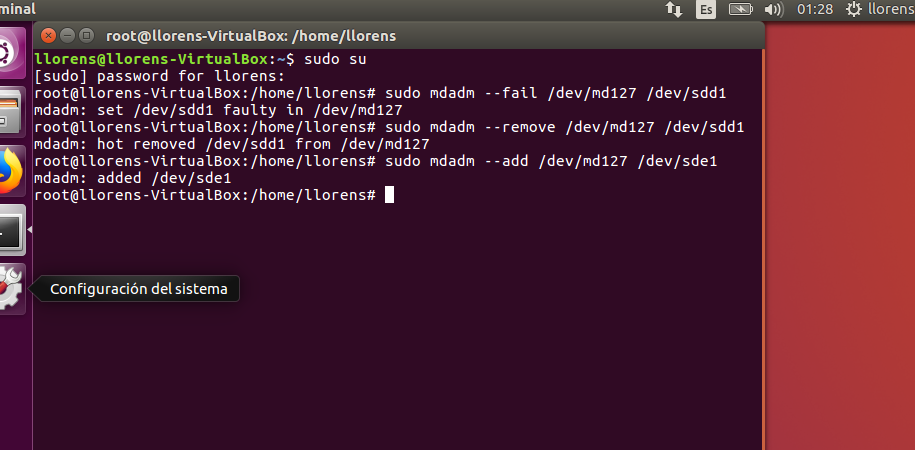 minal
Es
01:28
llorens
root@llorens-VirtualBox: /home/llorens
llorens@llorens-VirtualBox:~$ sudo su
[sudo] password for llorens:
root@llorens-VirtualBox:/home/llorens# sudo mdadm --fail /dev/md127 /dev/sdd1
mdadm: set /dev/sdd1 faulty in /dev/md127
root@llorens-VirtualBox:/home/llorens# sudo mdadm --remove /dev/md127 /dev/sdd1
mdadm: hot removed /dev/sdd1 from /dev/md127
root@llorens-VirtualBox:/home/llorens# sudo mdadm --add /dev/md127 /dev/sde1
mdadm: added /dev/sde1
root@llorens-VirtualBox:/home/llorens#
Configuración del sistema